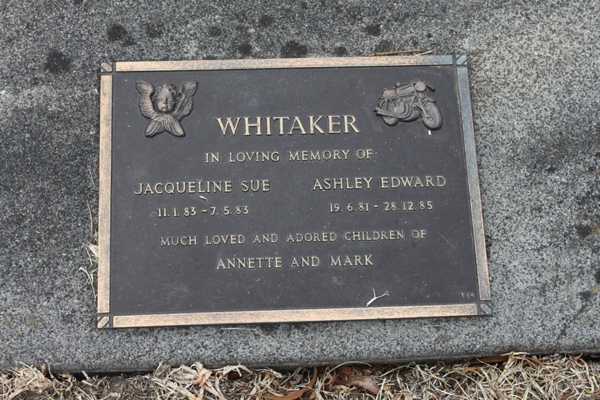 WHITAKER
IN LOVING MEMORY OF
JACQUELINE SUE ASHLEY EDWARD
11.1.83 - 7.5.83 19.6.81 - 28.12.85
MUCH LOVED AND ADORED CHILDREN OF
ANNETTE AND MARK